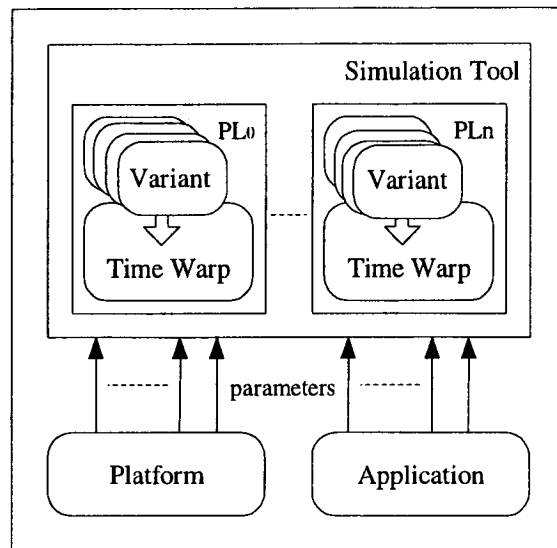 Simulation Tool
PL0
PLn
Variant
Variant
Time Warp
Time Warp
parameters
Platform
Application